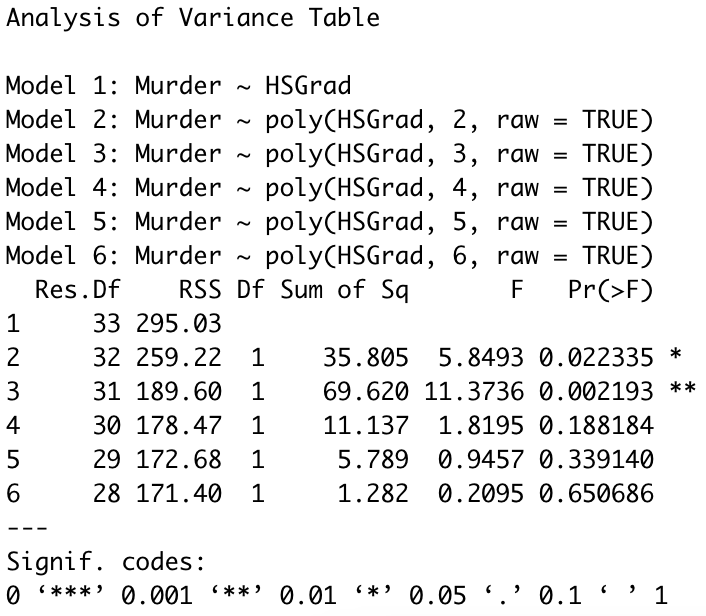 Analysis of Variance Table
Model 1: Murder ~ HSGrad
Model 2: Murder ~ poly(HSGrad, 2, raw = TRUE)
Model 3: Murder ~ poly(HSGrad, 3, raw = TRUE)
Model 4: Murder ~ poly(HSGrad, 4, raw = TRUE)
Model 5: Murder ~ poly(HSGrad, 5, raw = TRUE)
Model 6: Murder ~ poly(HSGrad, 6, raw = TRUE)
  Res.Df    RSS Df Sum of Sq       F   Pr(>F)
1     33 295.03
2     32 259.22  1    35.805  5.8493 0.022335 *
3     31 189.60  1    69.620 11.3736 0.002193 **
4     30 178.47  1    11.137  1.8195 0.188184
5     29 172.68  1     5.789  0.9457 0.339140
6     28 171.40  1     1.282  0.2095 0.650686
---
Signif. codes:
0 ‘***’ 0.001 ‘**’ 0.01 ‘*’ 0.05 ‘.’ 0.1 ‘ ’ 1